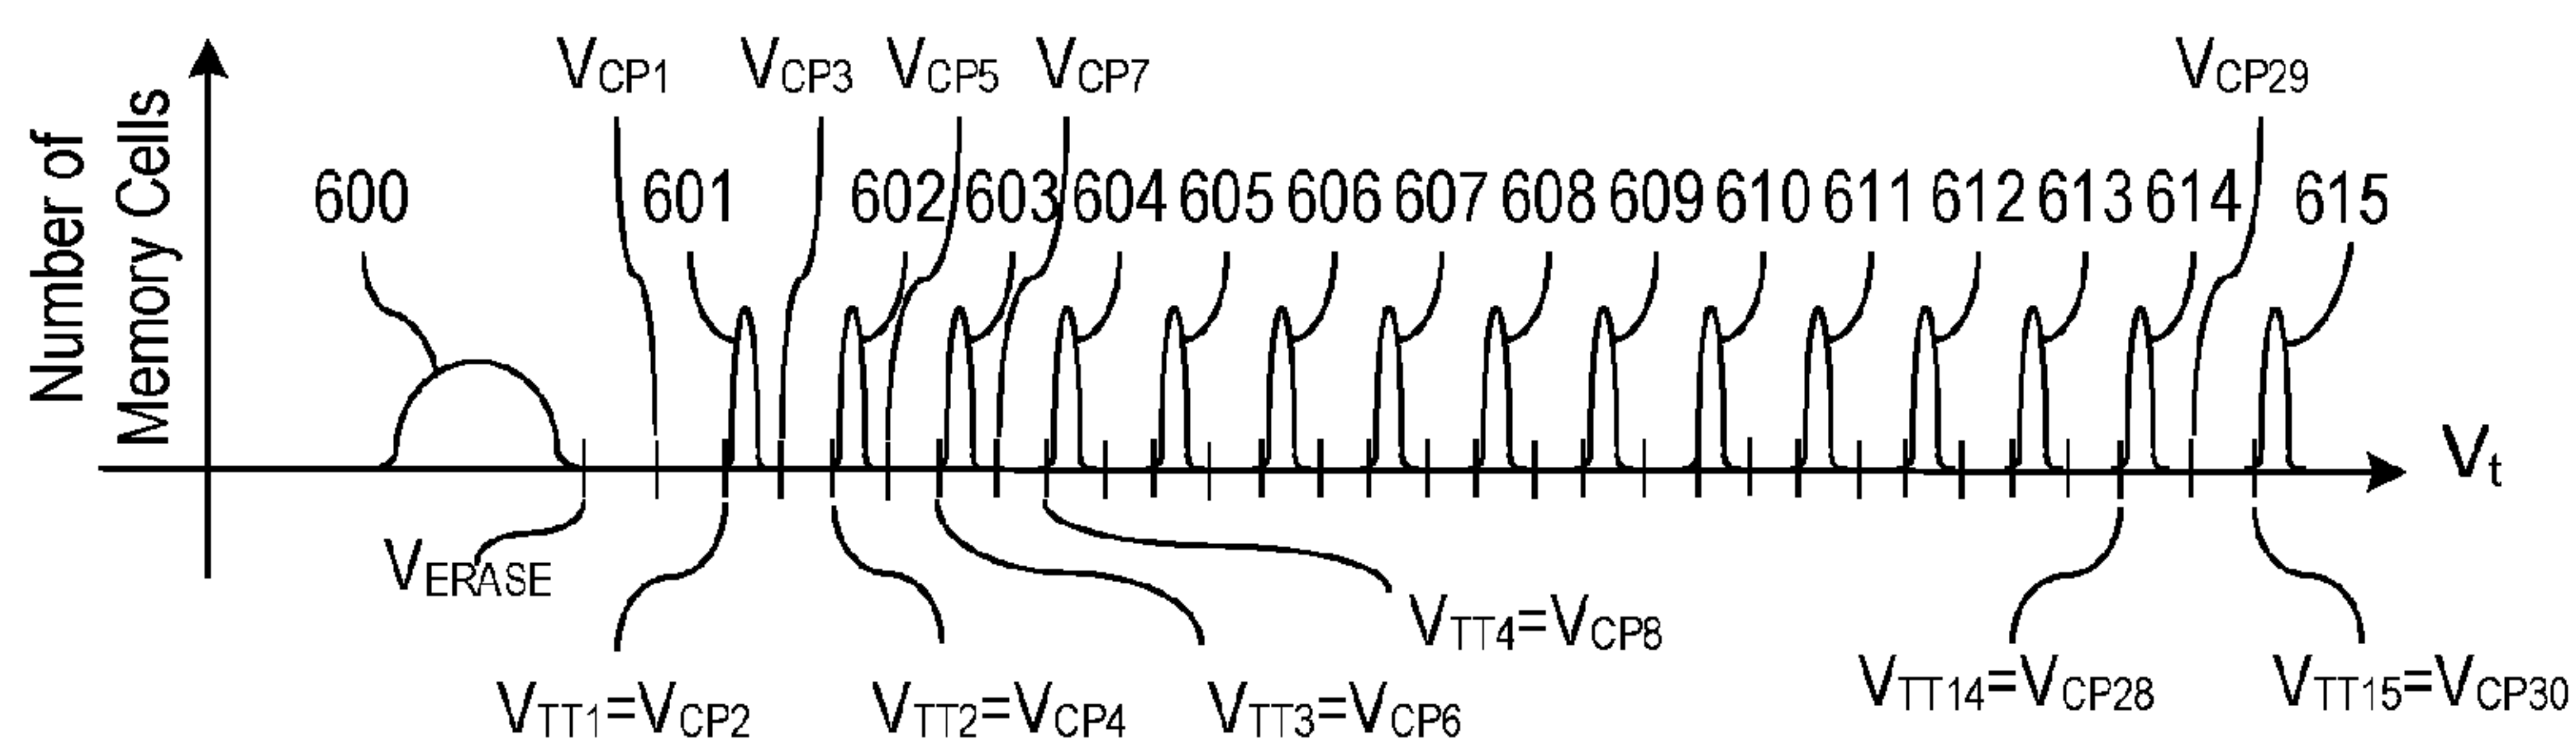 Number of
Memory Cells
VCP1 VCP3 VCP5 VCP7 VCP29
600 601 602 603 604 605 606 607 608 609 610 611 612 613 614 615
Vt
VERASE
VTT4=VCP8
VTT1=VCP2 VTT2=VCP4 VTT3=VCP6 VTT14=VCP28 VTT15=VCP30